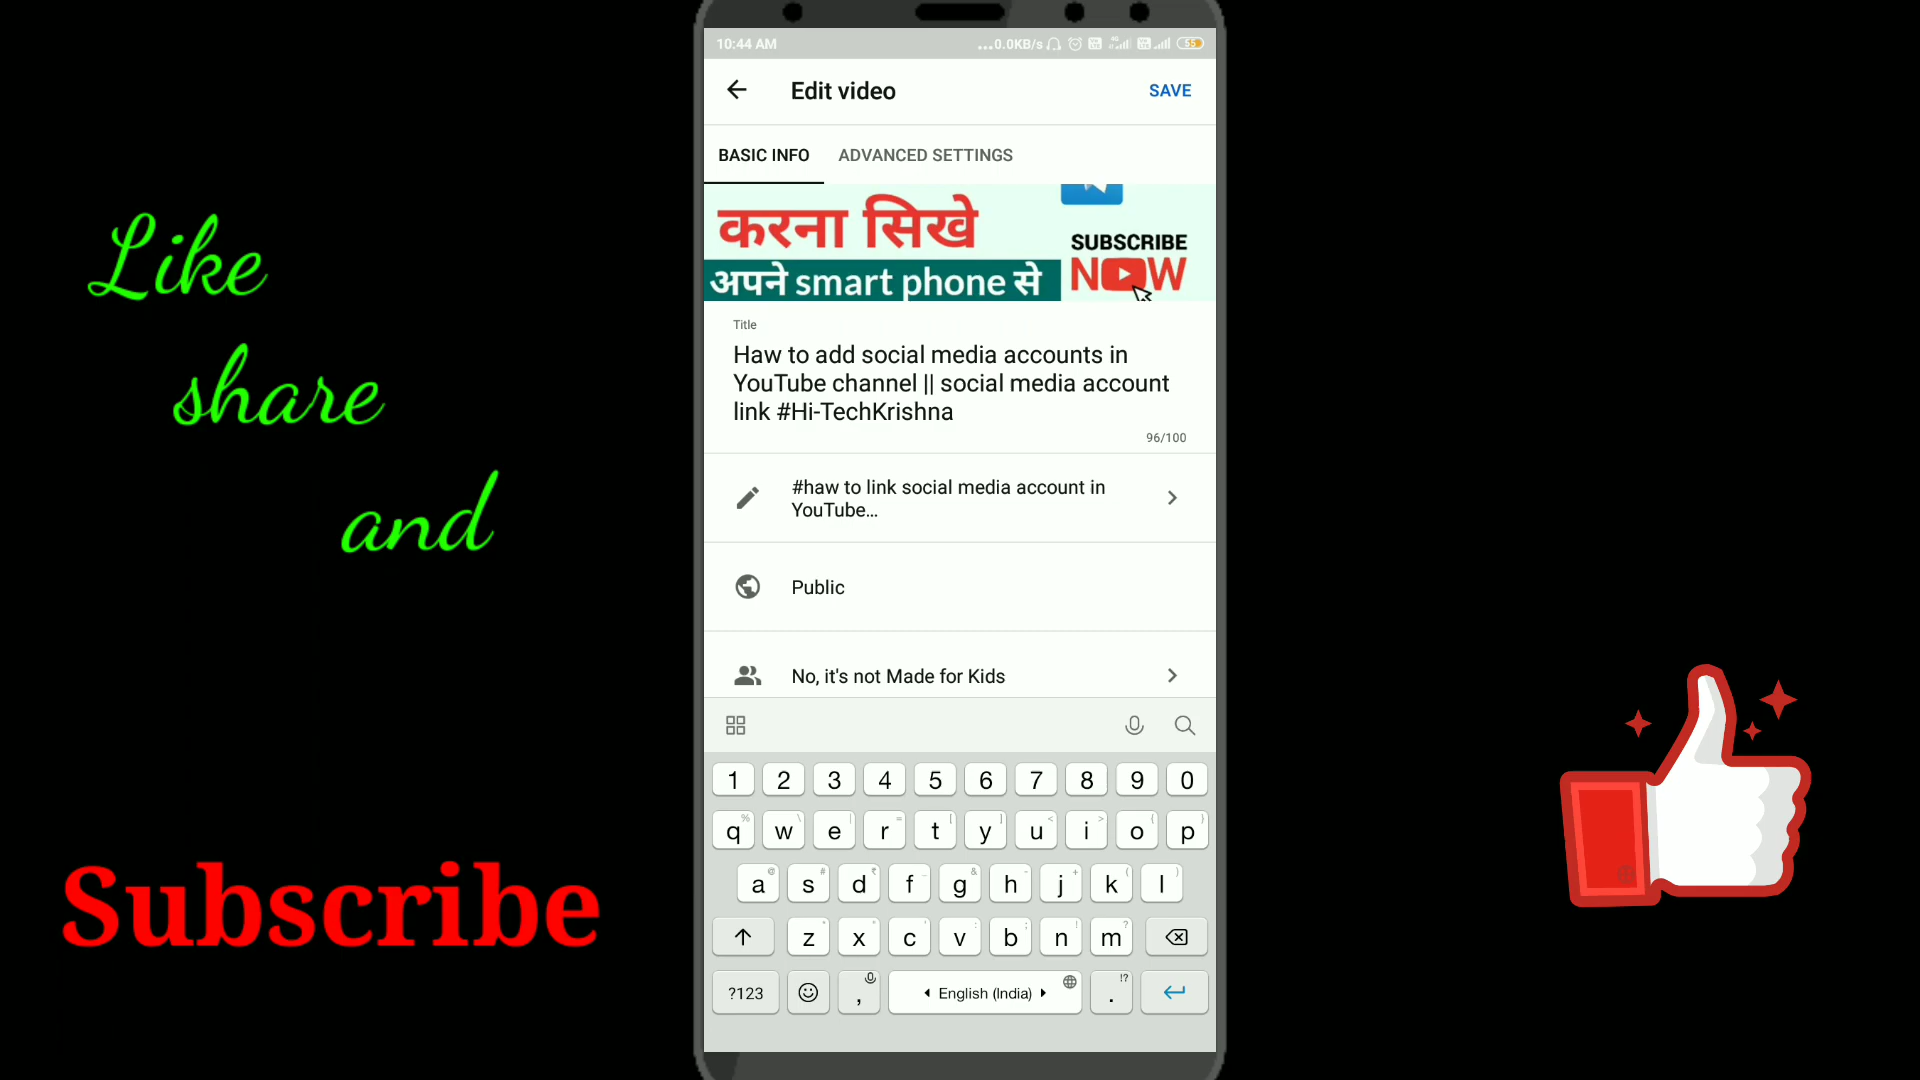 10:44 AM
...0.0KB/s
4G
55
Edit video
SAVE
BASIC INFO
ADVANCED SETTINGS
करना सिखे
अपने smart phone से
SUBSCRIBE
NOW
Title
Haw to add social media accounts in
YouTube channel || social media account
link #Hi-TechKrishna
96/100
#haw to link social media account in
YouTube...
Public
No, it's not Made for Kids
1 2 3 4 5 6 7 8 9 0
q w e r t y u i o p
a s d f g h j k l
z x c v b n m
?123 , English (India) . !?
Like
share
and
Subscribe